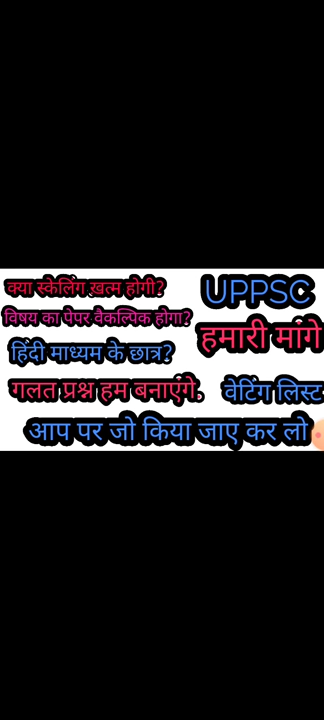 क्या स्केलिंग ख़त्म होगी?
UPPSC
विषय का पेपर वैकल्पिक होगा?
हमारी मांगे
हिंदी माध्यम के छात्र?
गलत प्रश्न हम बनाएंगे.
वेटिंग लिस्ट
आप पर जो किया जाए कर लो